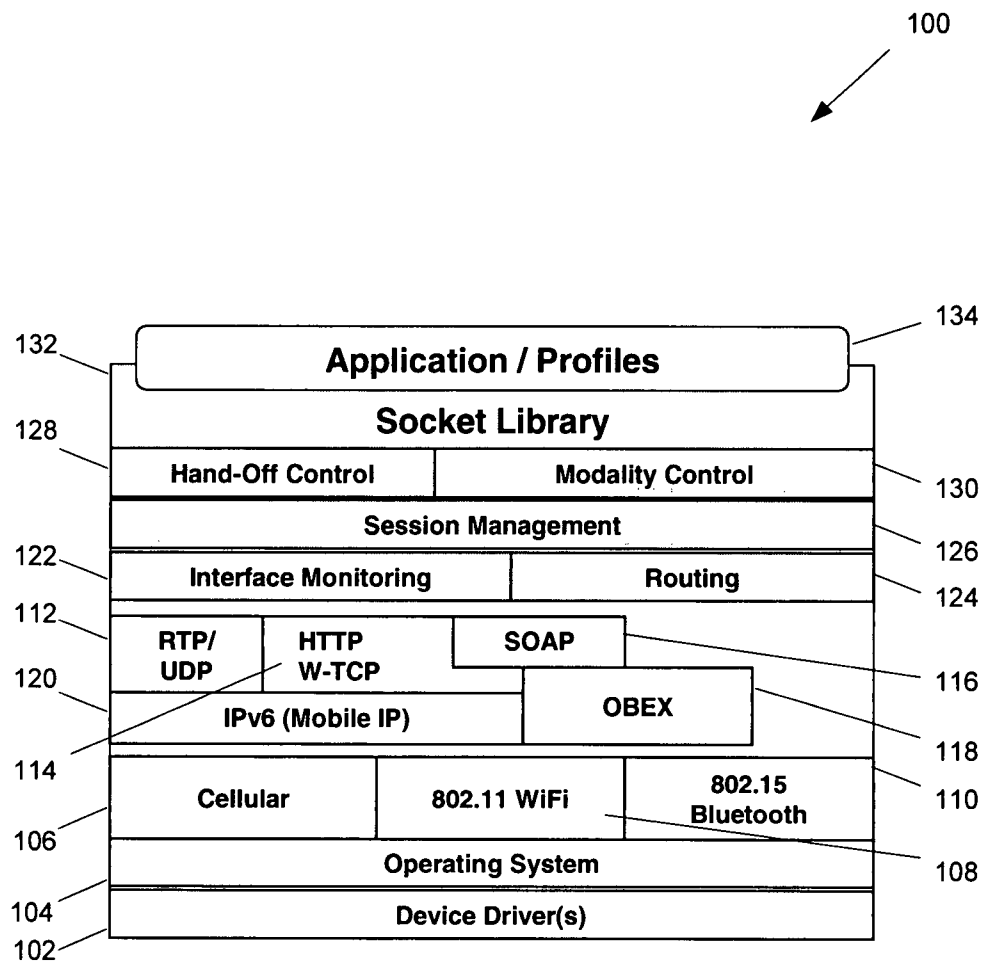 100
134
132
Application / Profiles
Socket Library
128
Hand-Off Control
Modality Control
130
Session Management
126
122
Interface Monitoring
Routing
124
112
RTP/
UDP
HTTP
W-TCP
SOAP
116
120
IPv6 (Mobile IP)
OBEX
118
114
Cellular
802.11 WiFi
802.15
Bluetooth
110
106
Operating System
108
104
Device Driver(s)
102